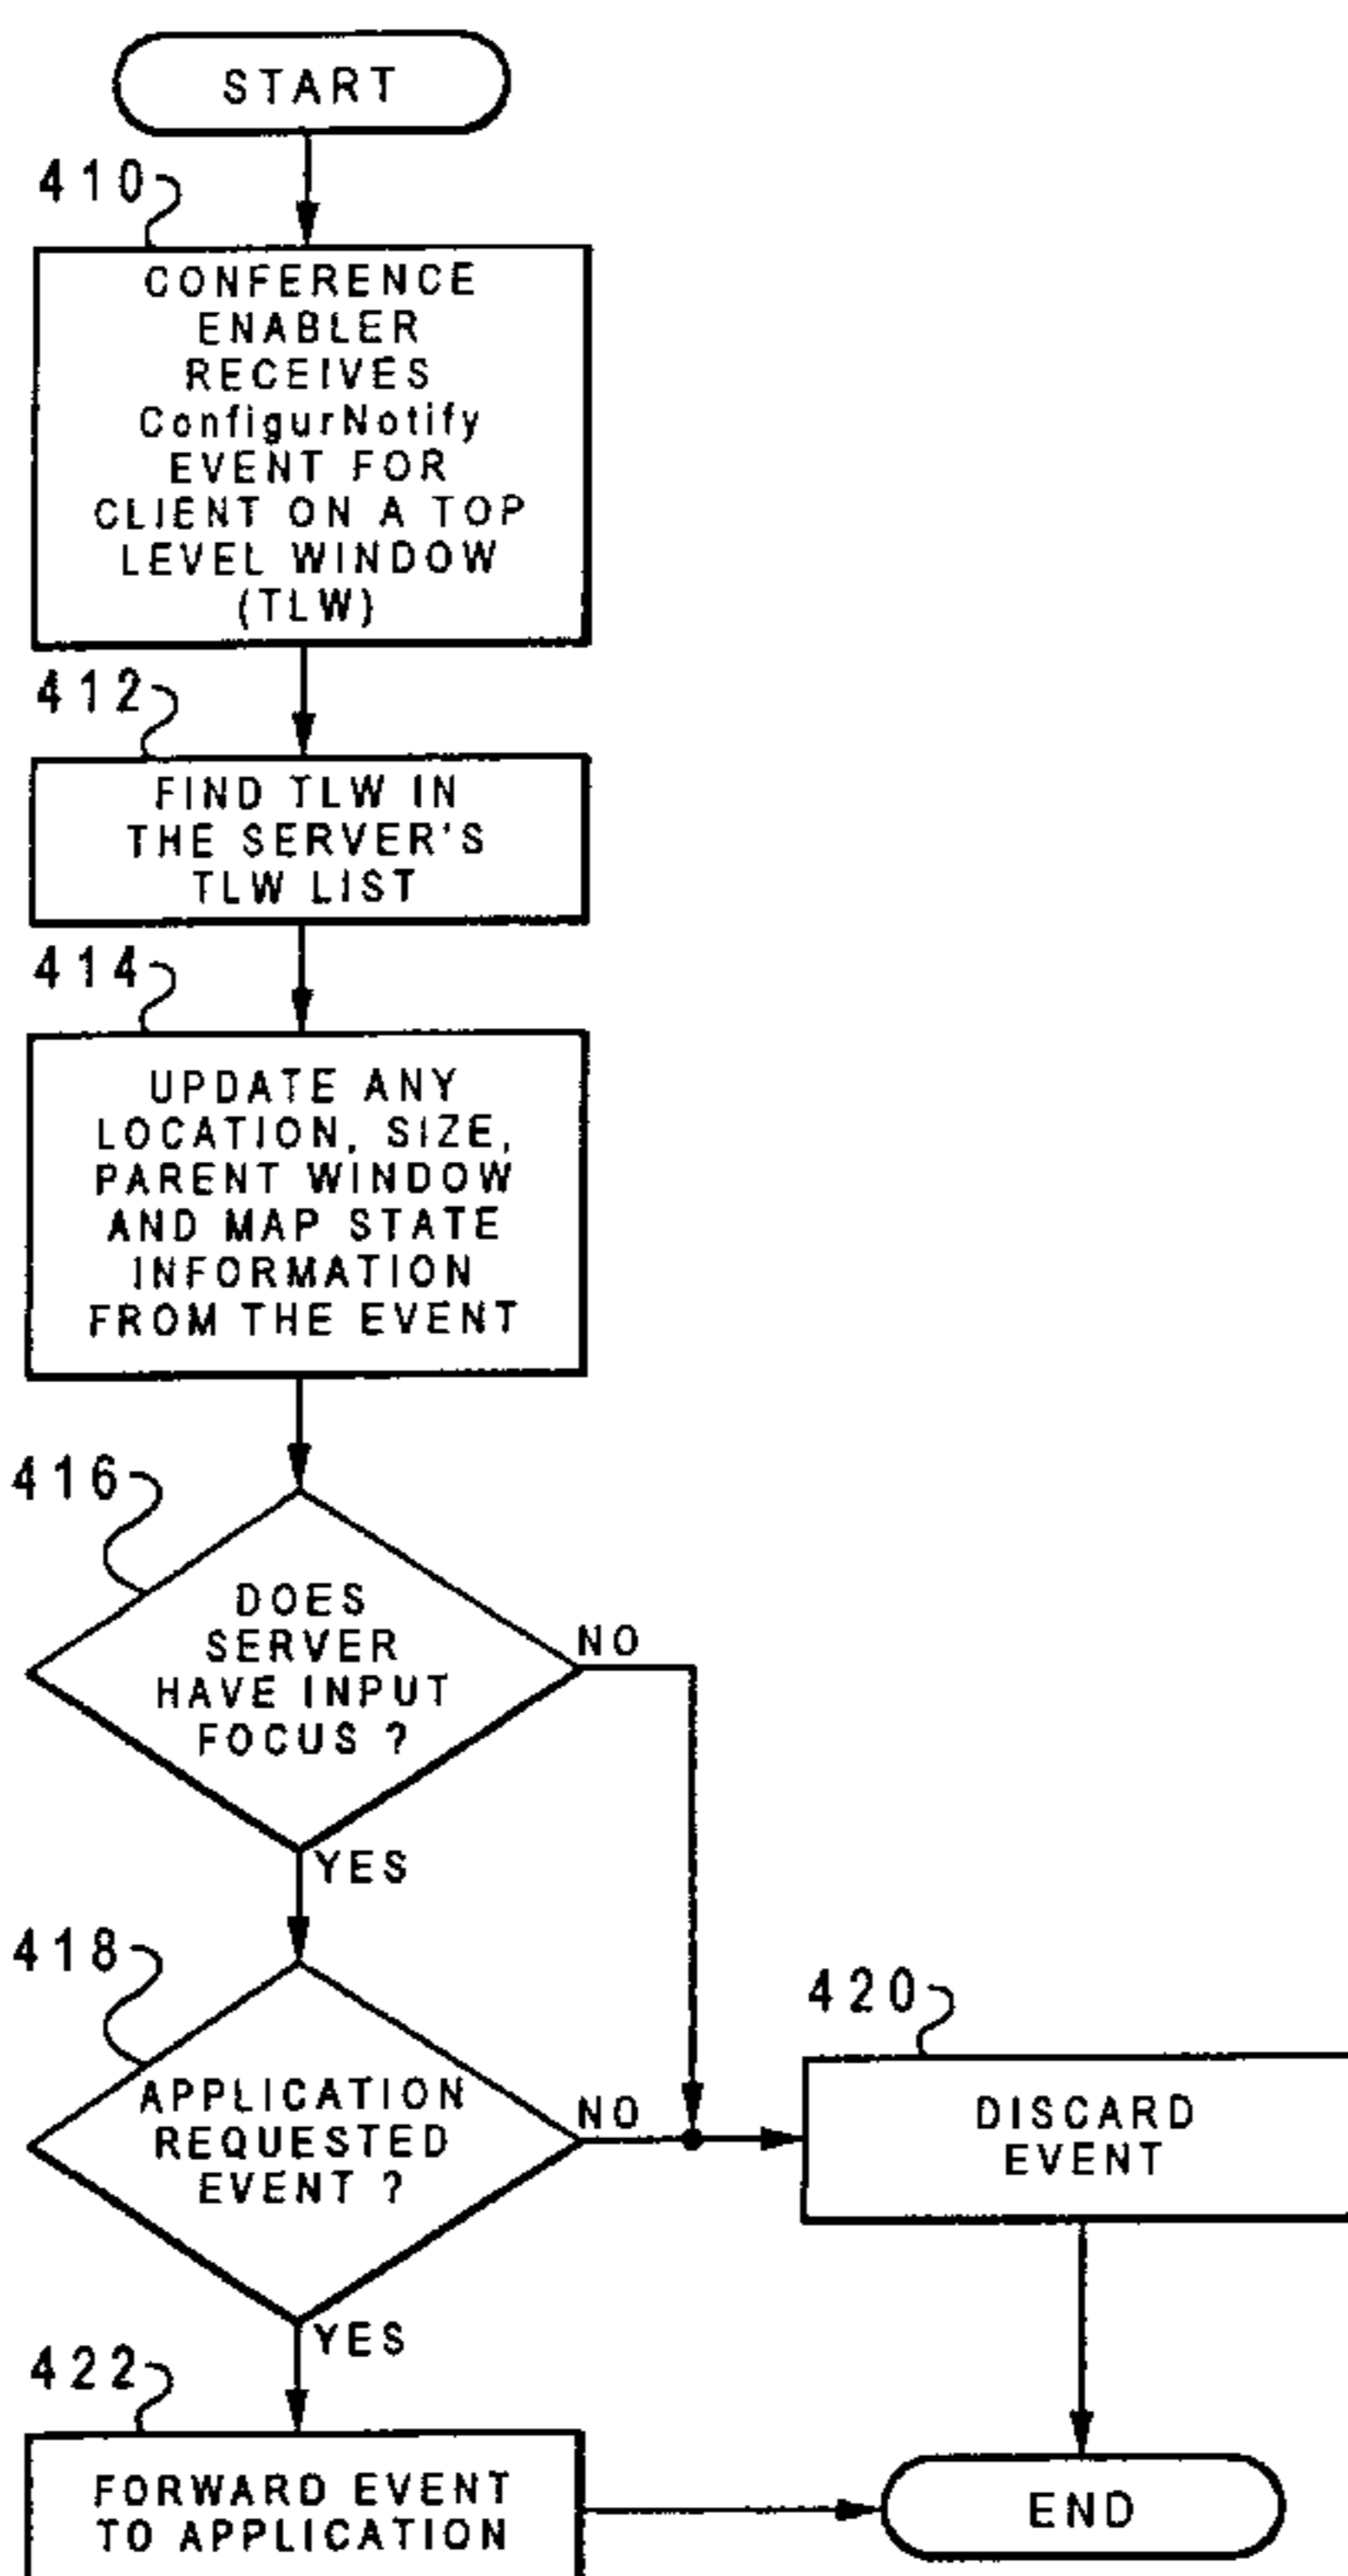 START
410
CONFERENCE
ENABLER
RECEIVES
ConfigurNotify
EVENT FOR
CLIENT ON A TOP
LEVEL WINDOW
(TLW)
412
FIND TLW IN
THE SERVER'S
TLW LIST
414
UPDATE ANY
LOCATION, SIZE,
PARENT WINDOW
AND MAP STATE
INFORMATION
FROM THE EVENT
416
DOES
SERVER
HAVE INPUT
FOCUS ?
NO
YES
418
APPLICATION
REQUESTED
EVENT ?
NO
420
DISCARD
EVENT
YES
422
FORWARD EVENT
TO APPLICATION
END